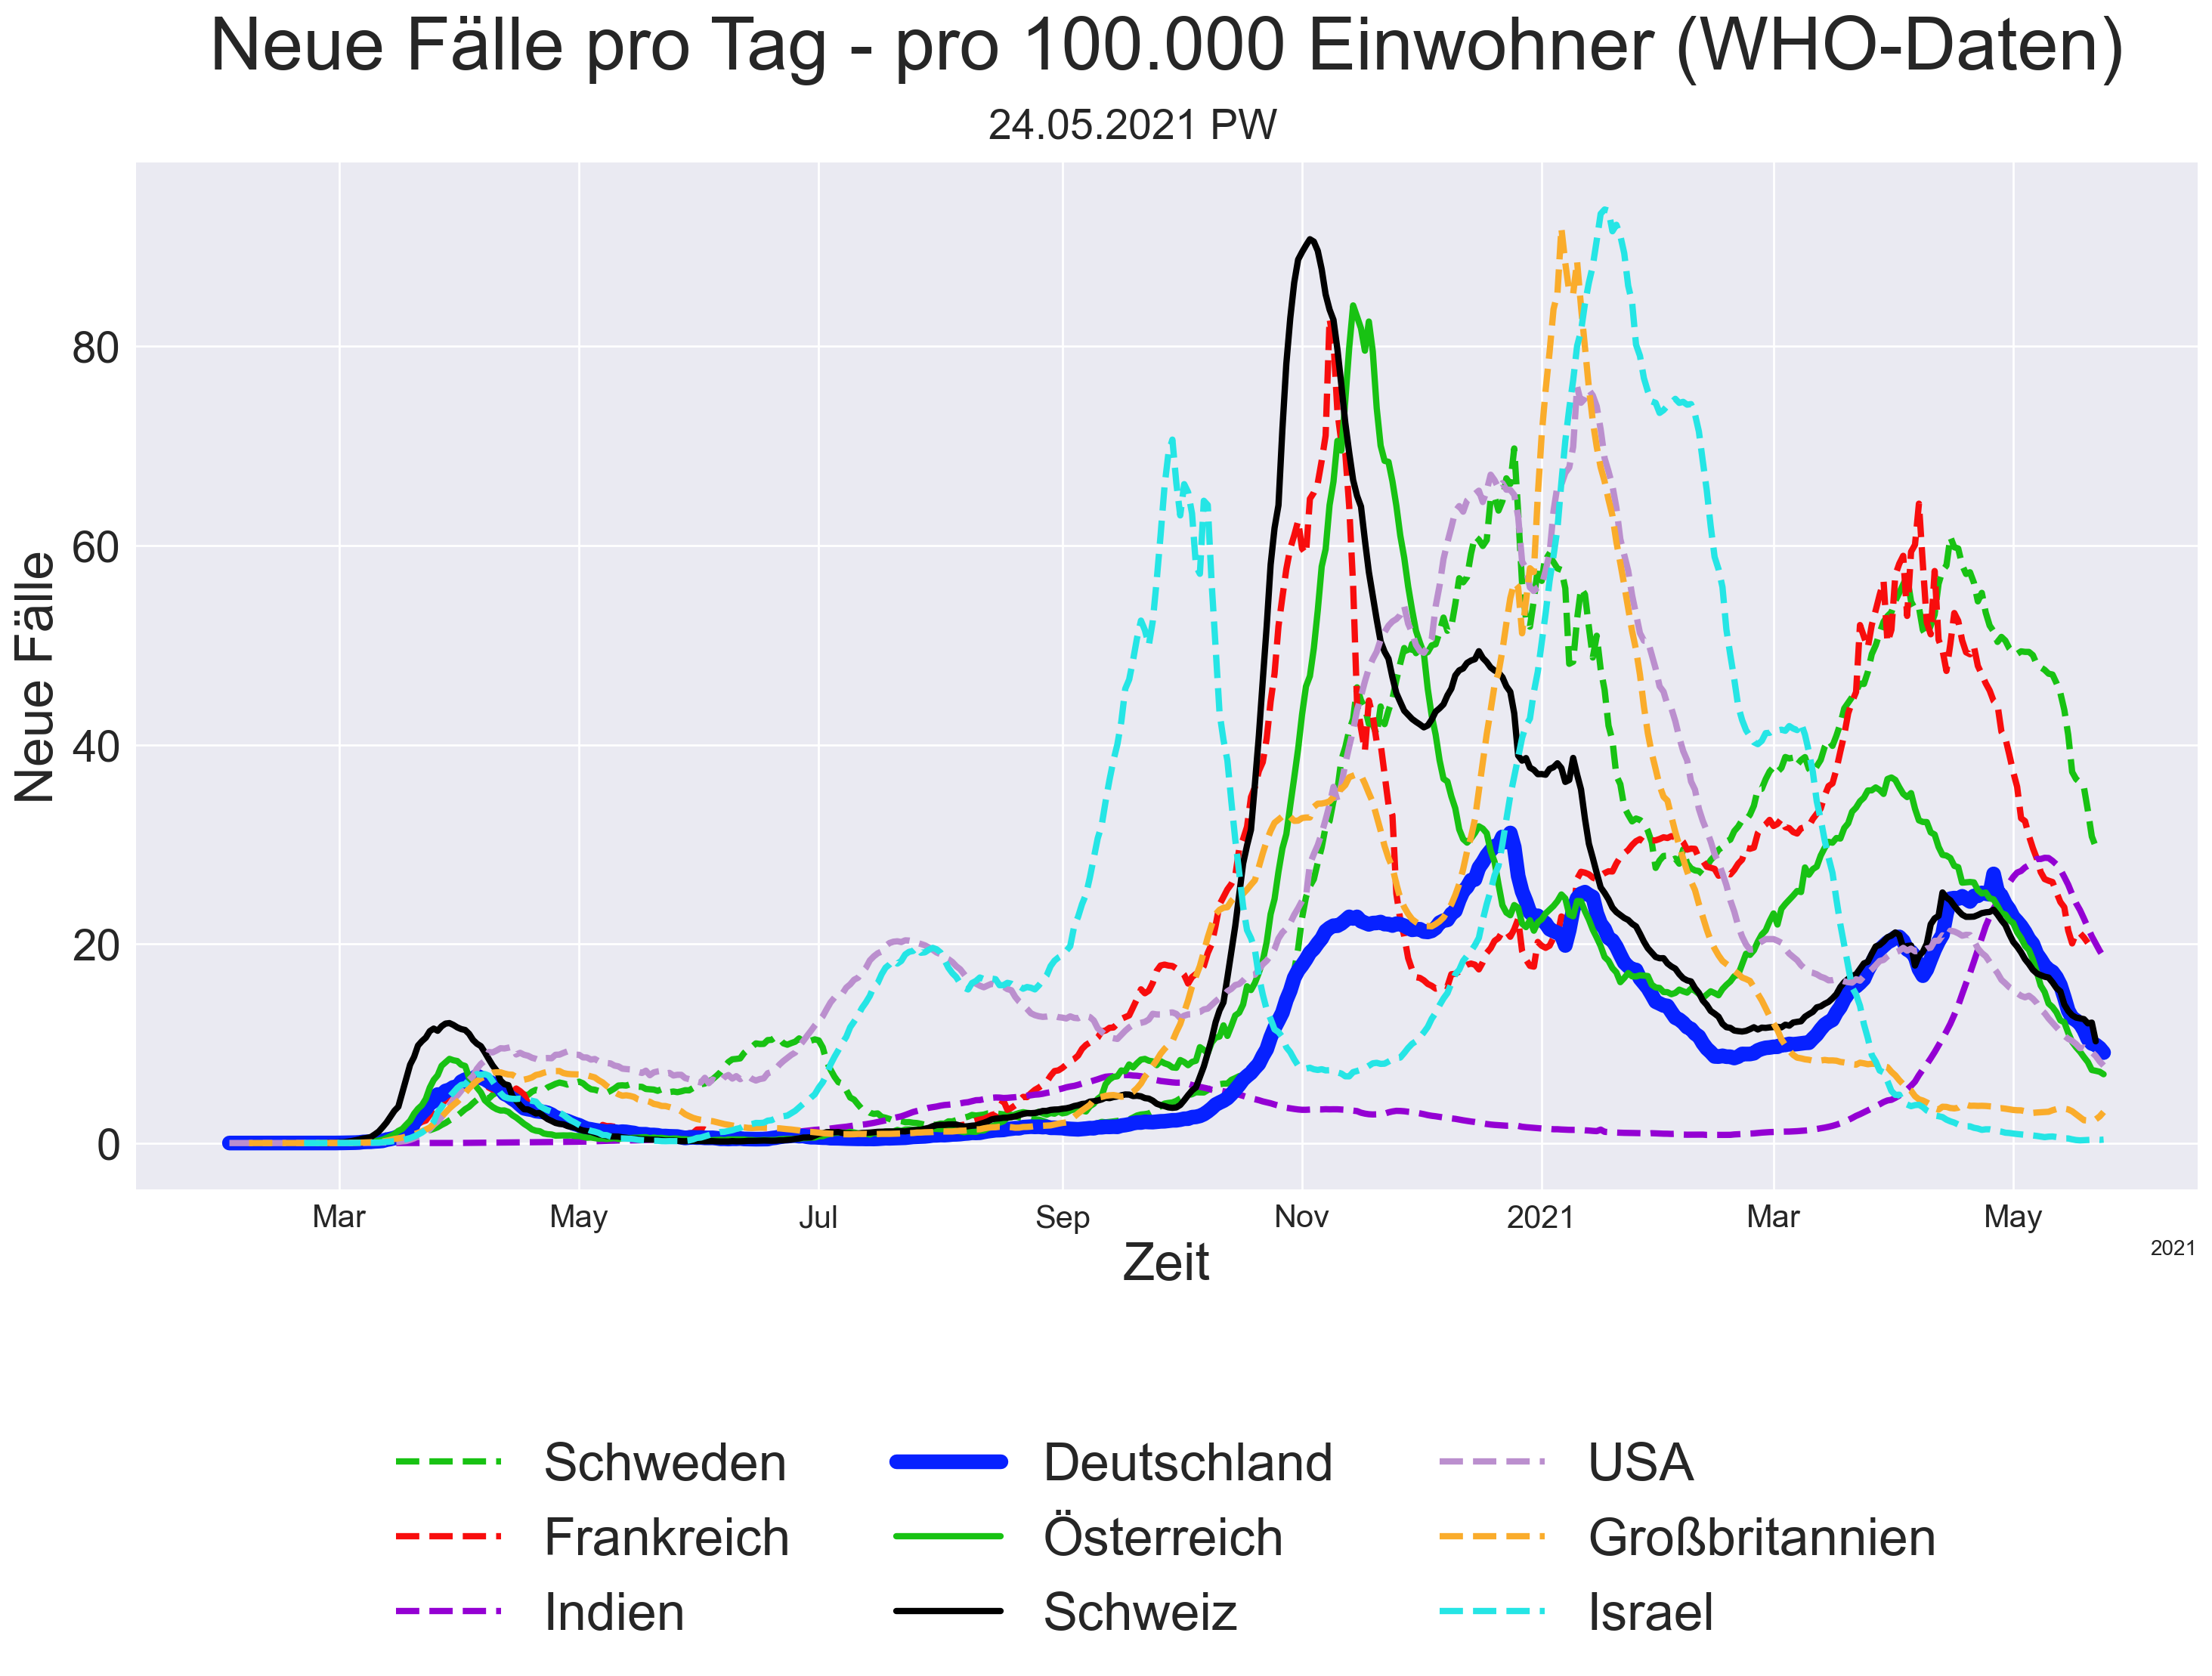 Neue Fälle pro Tag - pro 100.000 Einwohner (WHO-Daten)
24.05.2021 PW
Neue Fälle
80
60
40
20
0
Mar May Jul Sep Nov 2021 Mar May
Zeit
2021
Schweden Deutschland USA
Frankreich Österreich Großbritannien
Indien Schweiz Israel